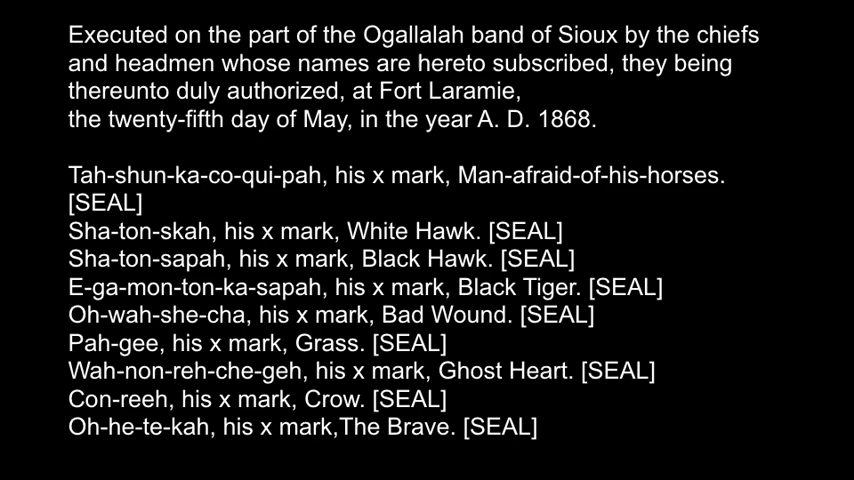 Executed on the part of the Ogallalah band of Sioux by the chiefs
and headmen whose names are hereto subscribed, they being
thereunto duly authorized, at Fort Laramie,
the twenty-fifth day of May, in the year A. D. 1868.
Tah-shun-ka-co-qui-pah, his x mark, Man-afraid-of-his-horses.
[SEAL]
Sha-ton-skah, his x mark, White Hawk. [SEAL]
Sha-ton-sapah, his x mark, Black Hawk. [SEAL]
E-ga-mon-ton-ka-sapah, his x mark, Black Tiger. [SEAL]
Oh-wah-she-cha, his x mark, Bad Wound. [SEAL]
Pah-gee, his x mark, Grass. [SEAL]
Wah-non-reh-che-geh, his x mark, Ghost Heart. [SEAL]
Con-reeh, his x mark, Crow. [SEAL]
Oh-he-te-kah, his x mark,The Brave. [SEAL]